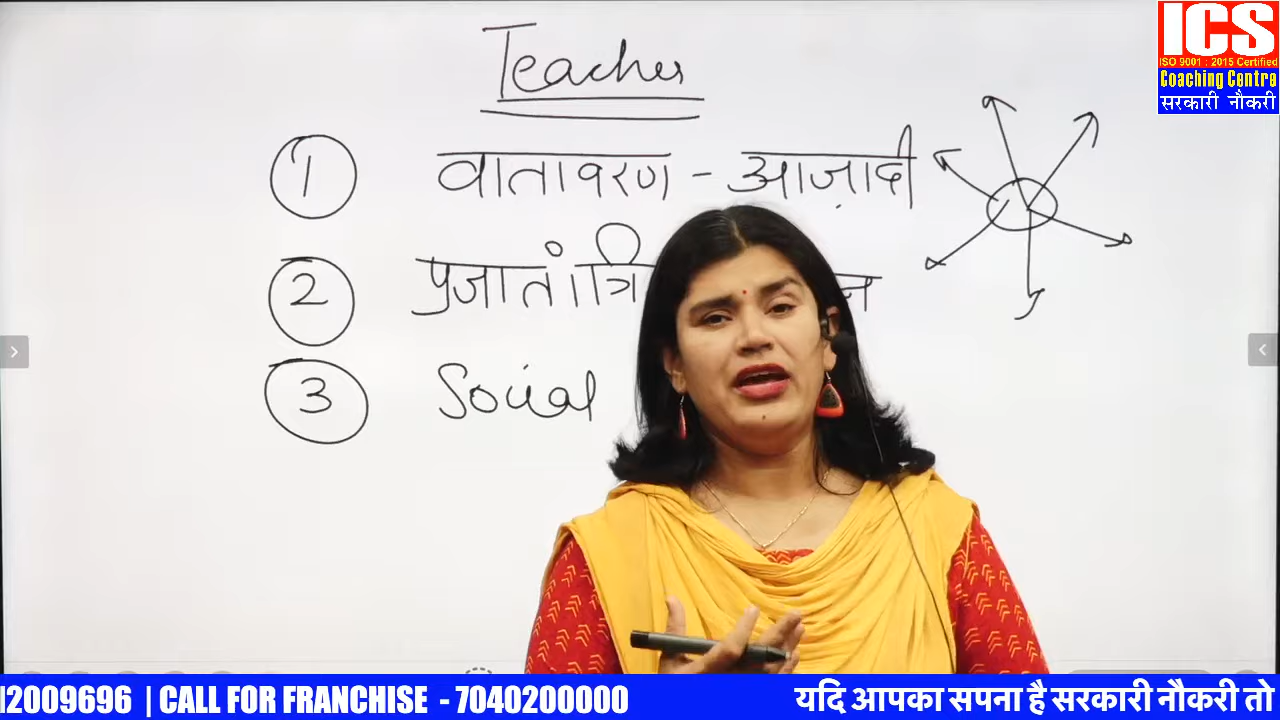 ICS
ISO 9001 : 2015 Certified
Coaching Centre
सरकारी नौकरी
Teacher
1 वातावरण - आज़ादी
2 प्रजातांत्रि
3 Social
2009696 | CALL FOR FRANCHISE - 7040200000
यदि आपका सपना है सरकारी नौकरी तो